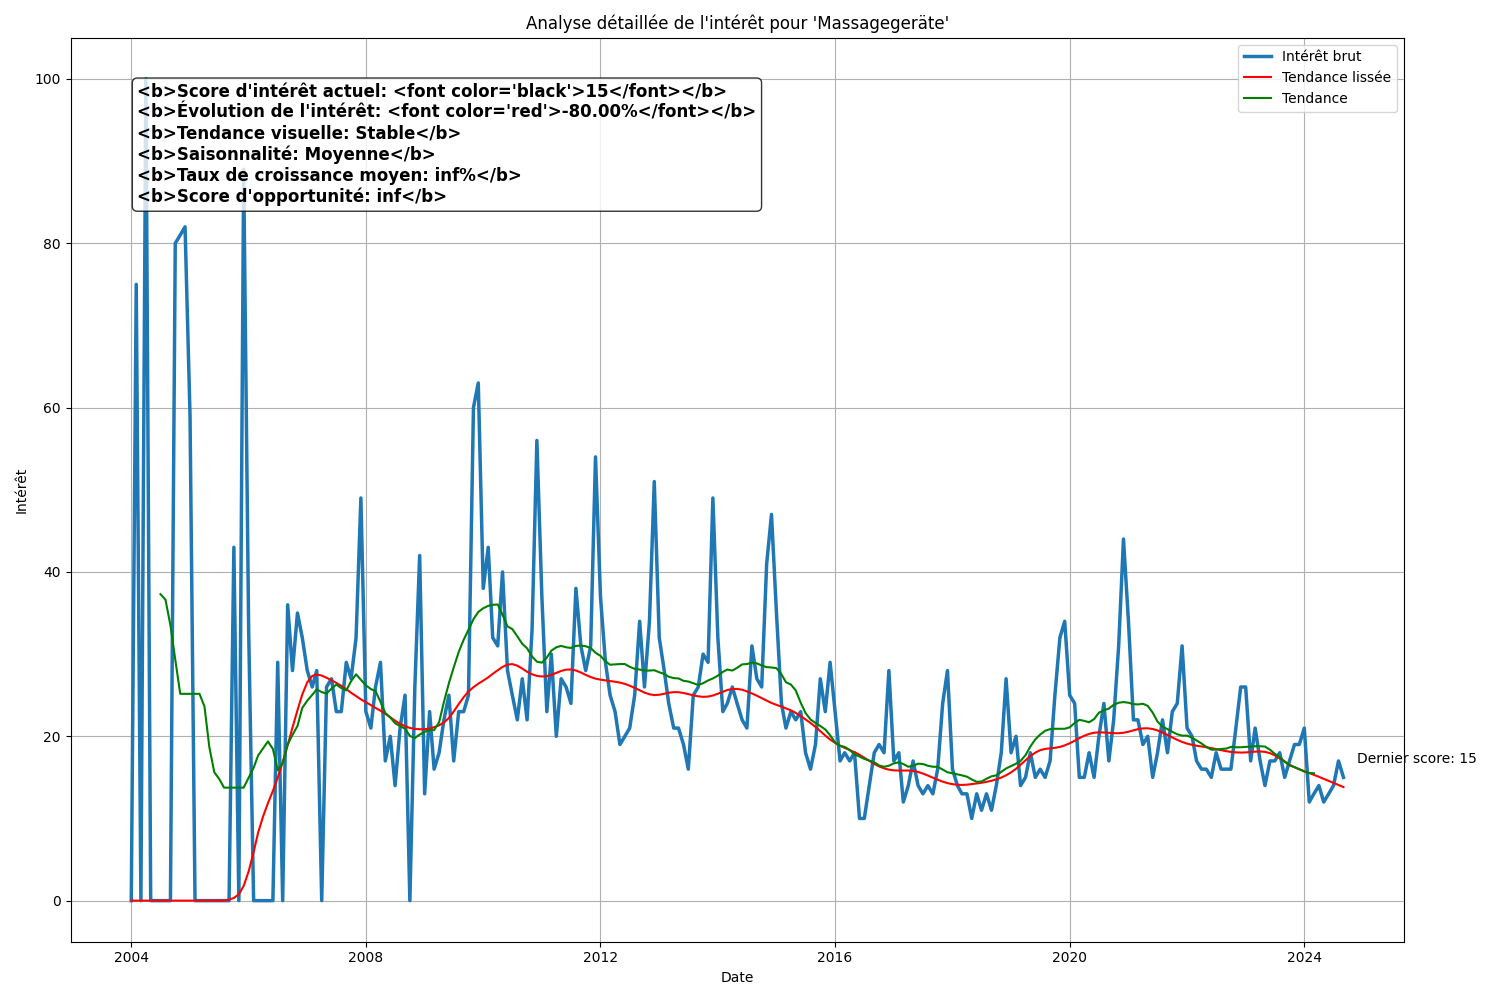 Analyse détaillée de l'intérêt pour 'Massagegeräte'
Intérêt brut
Tendance lissée
Tendance
<b>Score d'intérêt actuel: <font color='black'>15</font></b>
<b>Évolution de l'intérêt: <font color='red'>-80.00%</font></b>
<b>Tendance visuelle: Stable</b>
<b>Saisonnalité: Moyenne</b>
<b>Taux de croissance moyen: inf%</b>
<b>Score d'opportunité: inf</b>
100
80
60
40
20
0
Intérêt
Dernier score: 15
2004 2008 2012 2016 2020 2024
Date